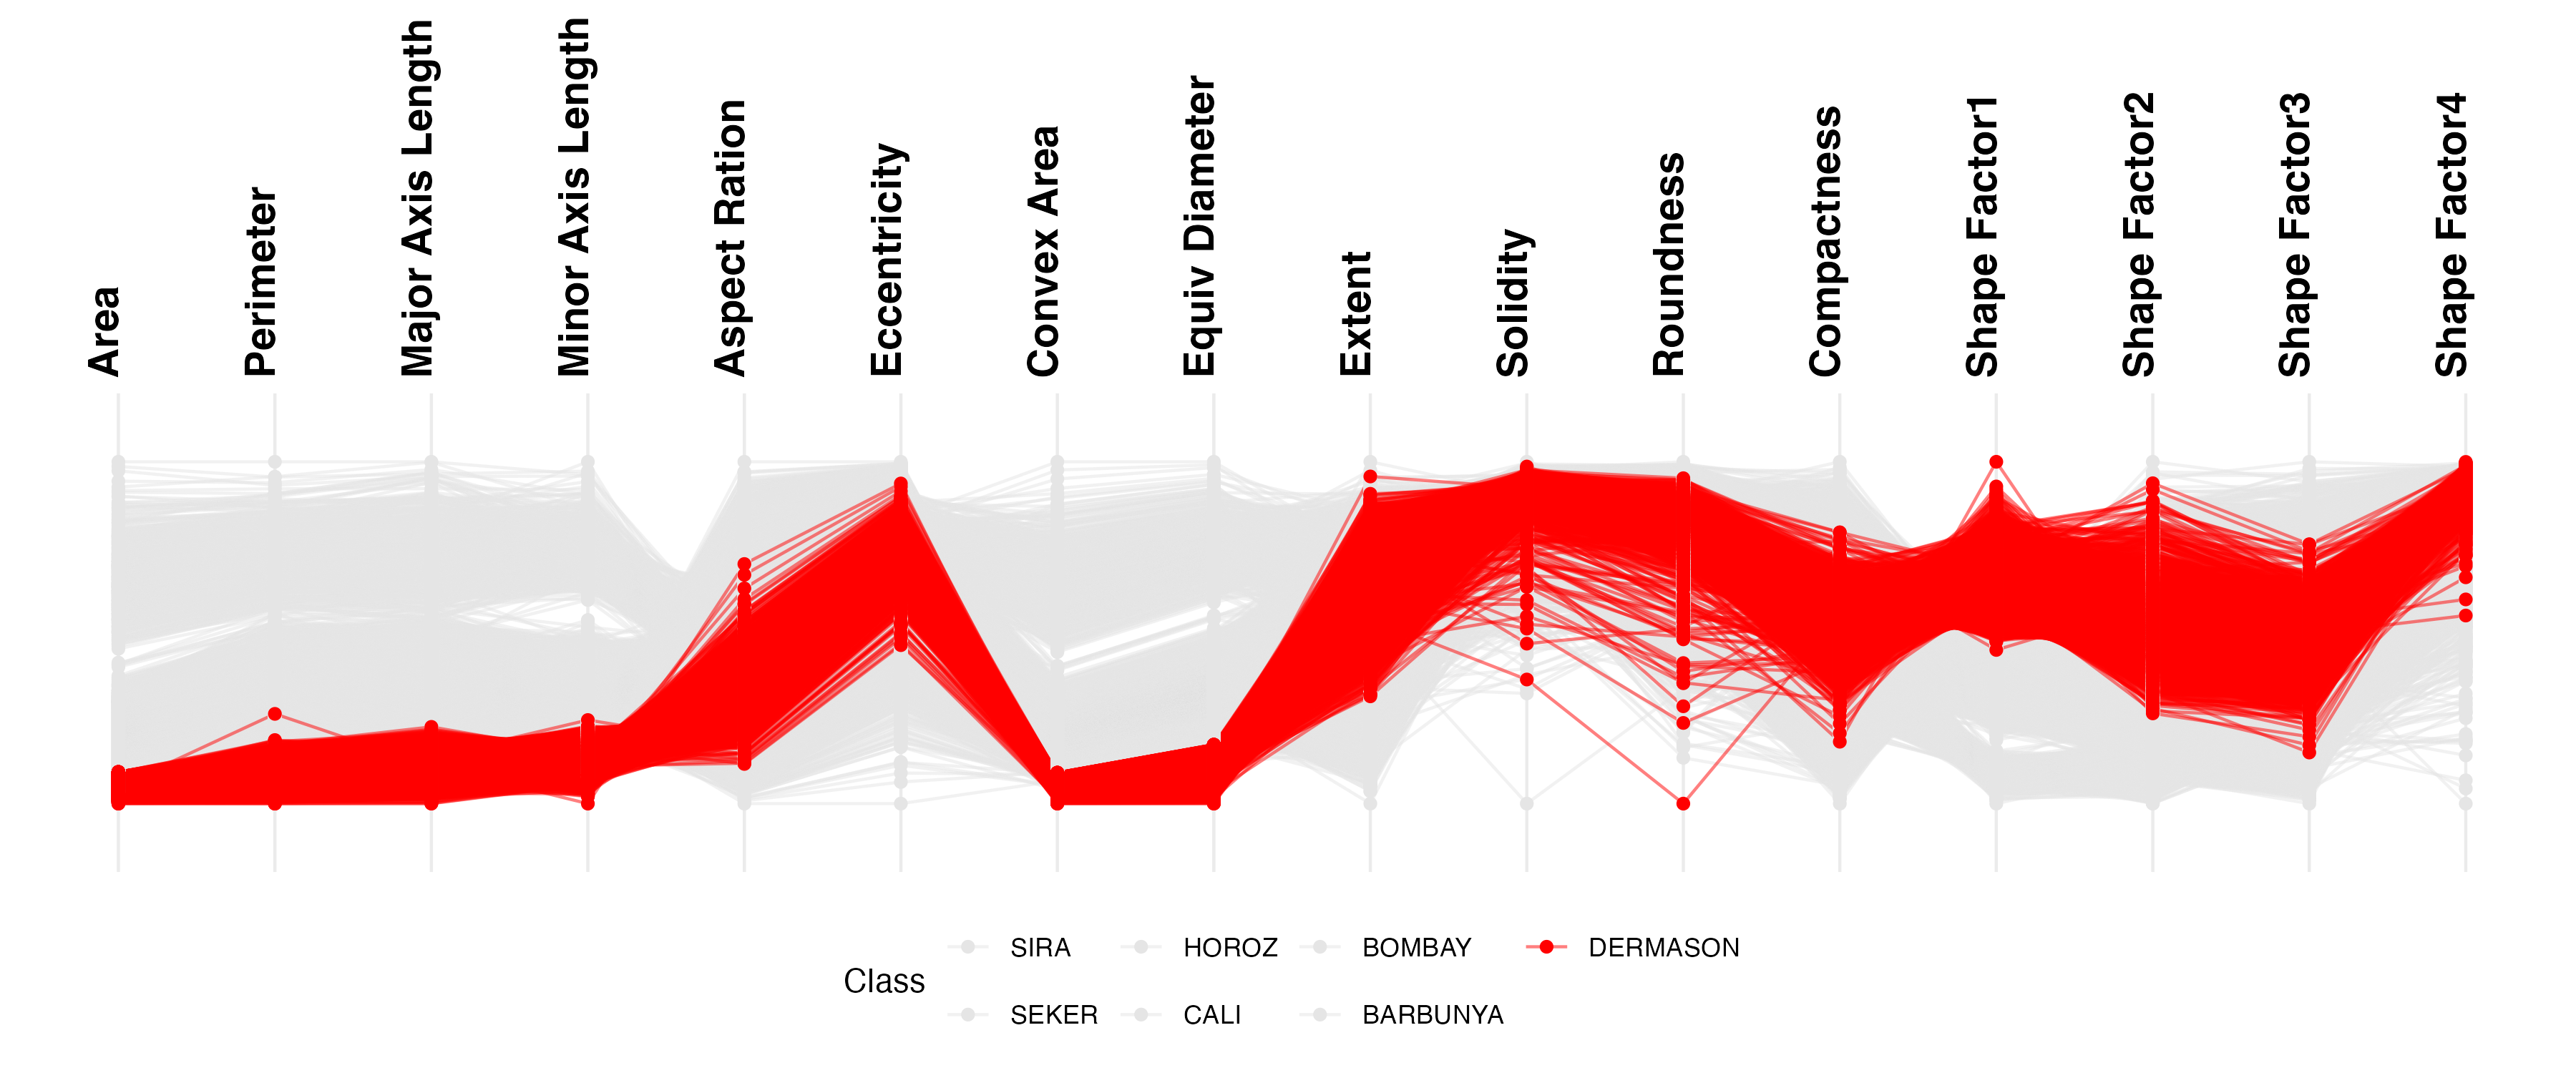 Area
Perimeter
Major Axis Length
Minor Axis Length
Aspect Ration
Eccentricity
Convex Area
Equiv Diameter
Extent
Solidity
Roundness
Compactness
Shape Factor1
Shape Factor2
Shape Factor3
Shape Factor4
Class
SIRA HOROZ BOMBAY DERMASON
SEKER CALI BARBUNYA